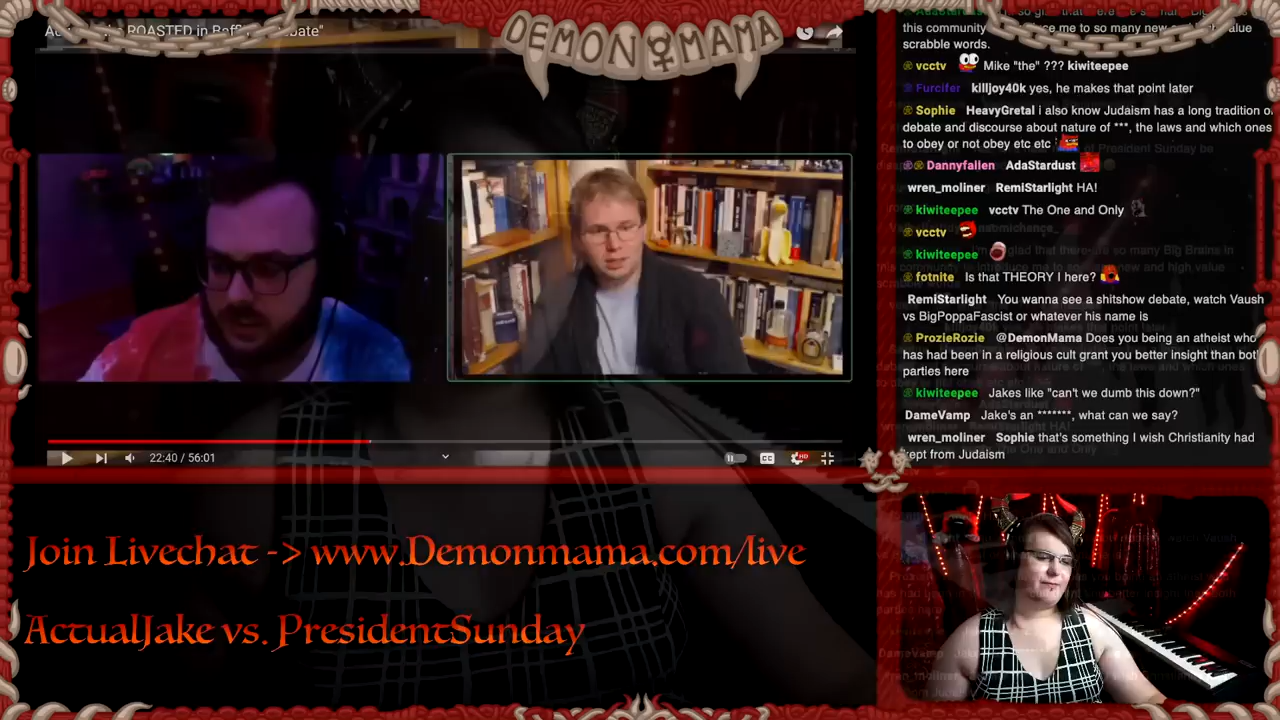 ROASTED in
DEMON MAMA
this community
me to so many new
scrabble words.
vcctv Mike "the" ??? kiwiteepee
Furcifer killjoy40k yes, he makes that point later
Sophie HeavyGretal i also know Judaism has a long tradition o
debate and discourse about nature of ***, the laws and which ones
to obey or not obey etc etc
Dannyfallen AdaStardust
wren_moliner RemiStarlight HA!
kiwiteepee vcctv The One and Only
vcctv
kiwiteepee
fotnite Is that THEORY I here?
RemiStarlight You wanna see a shitshow debate, watch Vaush
vs BigPoppaFascist or whatever his name is
ProzieRozie @DemonMama Does you being an atheist who
has had been in a religious cult grant you better insight than bot
parties here
kiwiteepee Jakes like "can't we dumb this down?"
DameVamp Jake's an *******, what can we say?
wren_moliner Sophie that's something I wish Christianity had
kept from Judaism
22:40 / 56:01
CC
HD
Join Livechat -> www.Demonmama.com/live
ActualJake vs. PresidentSunday